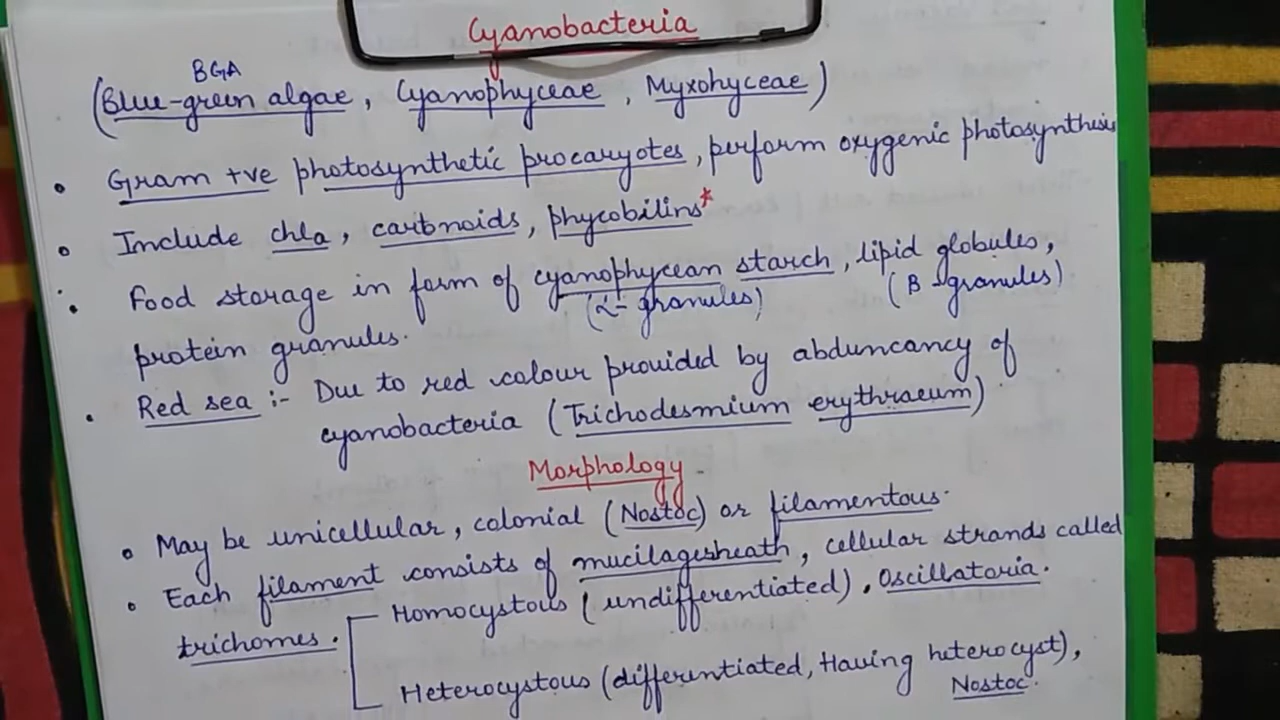 Cyanobacteria
BGA
(Blue-green algae, Cyanophyceae, Myxohyceae)
• Gram +ve photosynthetic procaryotes, perform oxygenic photosynthesis
• Include chla, carbnoids, phycobilins*
• Food storage in form of cyanophycean starch, lipid globules,
(α- granules) (B-granules)
protein granules.
• Red sea :- Due to red colour provided by abduncancy of
cyanobacteria (Trichodesmium erythraeum)
Morphology
• May be unicellular, colonial (Nostoc) or filamentous.
• Each filament consists of mucilagesheath, cellular strands called
trichomes.
Homocystous (undifferentiated), Oscillatoria.
Heterocystous (differentiated, Having heterocyst),
Nostoc.